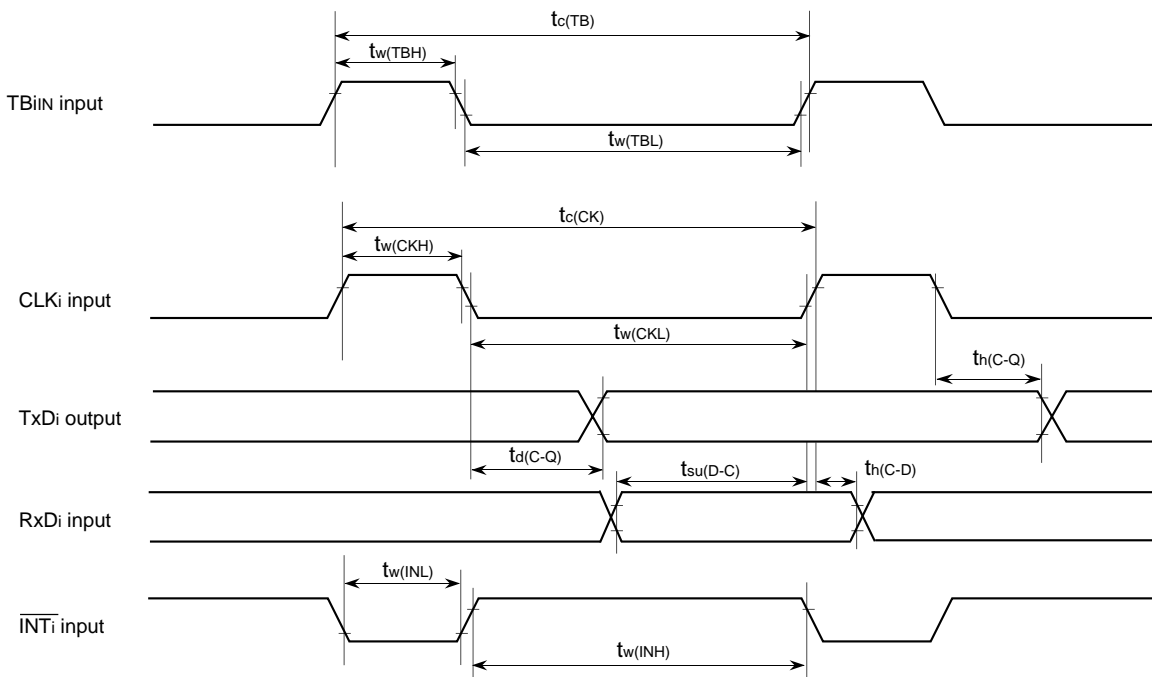 tc(TB)
tw(TBH)
TBiIN input
tw(TBL)
tc(CK)
tw(CKH)
CLKi input
tw(CKL)
th(C-Q)
TxDi output
td(C-Q)
tsu(D-C)
th(C-D)
RxDi input
tw(INL)
INTi input
tw(INH)